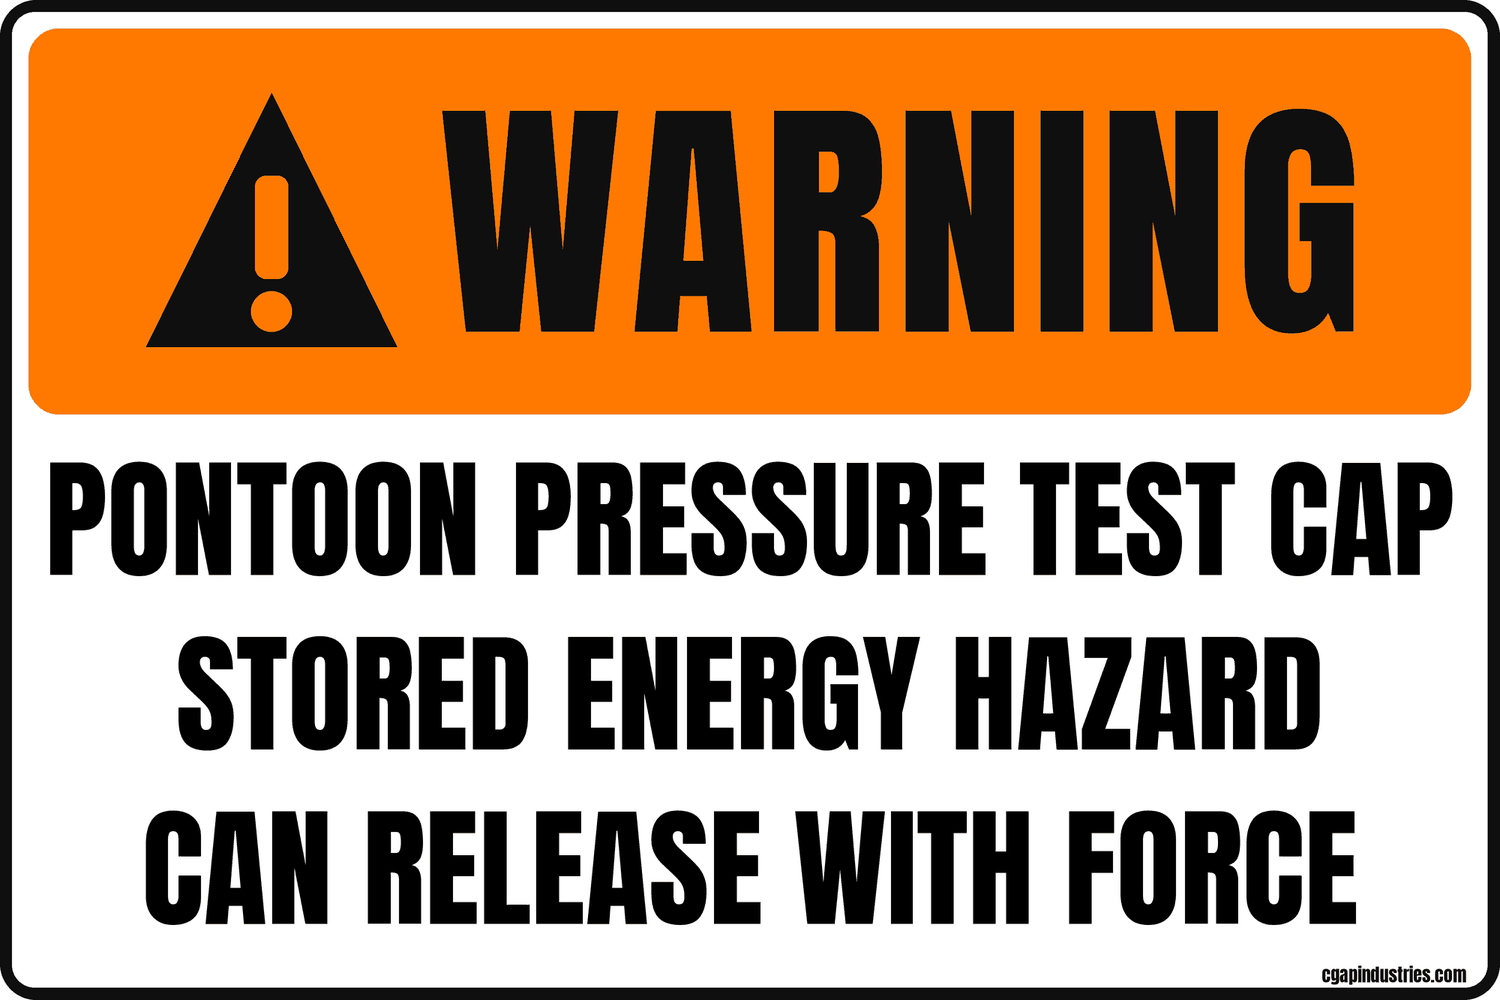 WARNING
PONTOON PRESSURE TEST CAP
STORED ENERGY HAZARD
CAN RELEASE WITH FORCE
cgapindustries.com